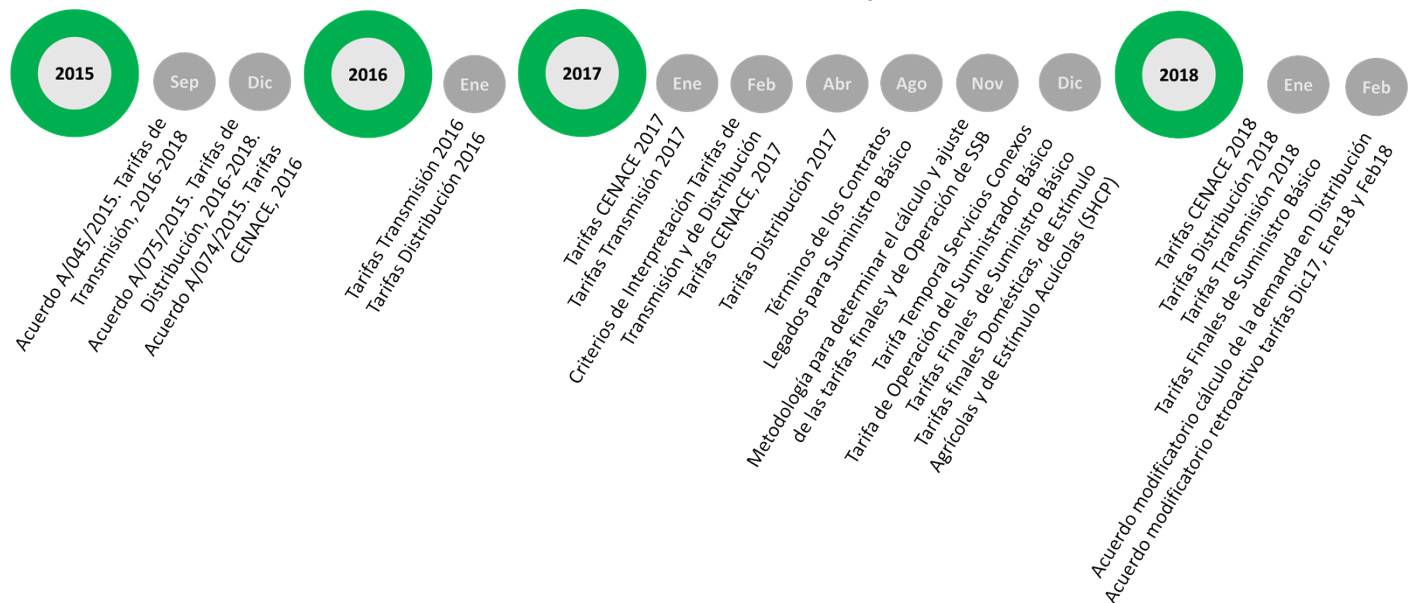 2015
Sep
Acuerdo A/045/2015. Tarifas de
Transmisión, 2016-2018
Dic
Acuerdo A/075/2015. Tarifas de
Distribución, 2016-2018.
Acuerdo A/074/2015. Tarifas
CENACE, 2016
2016
Ene
Tarifas Transmisión 2016
Tarifas Distribución 2016
2017
Ene
Tarifas CENACE 2017
Tarifas Transmisión 2017
Feb
Criterios de Interpretación Tarifas de
Transmisión y de Distribución
Tarifas CENACE, 2017
Abr
Tarifas Distribución 2017
Ago
Términos de los Contratos
Legados para Suministro Básico
Nov
Metodología para determinar el cálculo y ajuste
de las tarifas finales y de Operación de SSB
Tarifa Temporal Servicios Conexos
Tarifa de Operación del Suministrador Básico
Tarifas Finales de Suministro Básico
Dic
Tarifas finales Domésticas, de Estímulo
Agrícolas y de Estímulo Acuícolas (SHCP)
2018
Ene
Tarifas CENACE 2018
Tarifas Distribución 2018
Tarifas Transmisión 2018
Tarifas Finales de Suministro Básico
Feb
Acuerdo modificatorio cálculo de la demanda en Distribución
Acuerdo modificatorio retroactivo tarifas Dic17, Ene18 y Feb18